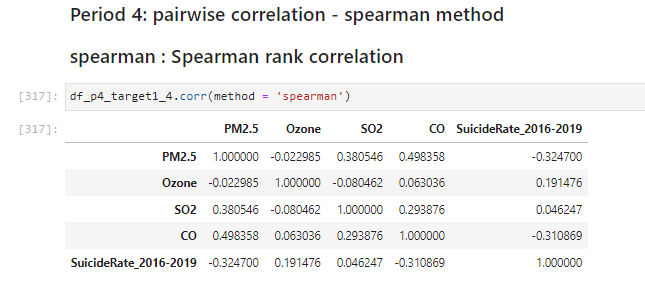 Period 4: pairwise correlation - spearman method
spearman : Spearman rank correlation
[317]: df_p4_target1_4.corr(method = 'spearman')
[317]: PM2.5 Ozone SO2 CO SuicideRate_2016-2019
PM2.5 1.000000 -0.022985 0.380546 0.498358 -0.324700
Ozone -0.022985 1.000000 -0.080462 0.063036 0.191476
SO2 0.380546 -0.080462 1.000000 0.293876 0.046247
CO 0.498358 0.063036 0.293876 1.000000 -0.310869
SuicideRate_2016-2019 -0.324700 0.191476 0.046247 -0.310869 1.000000